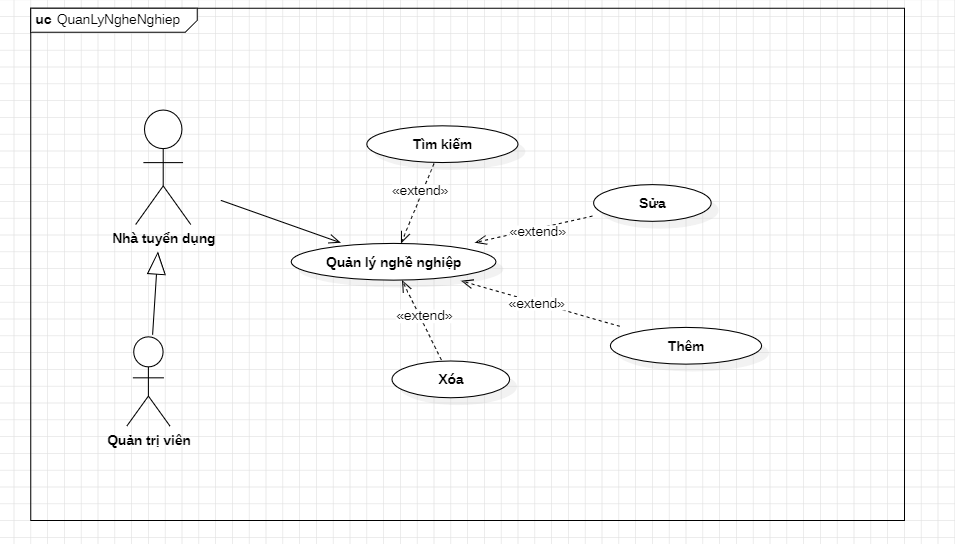 uc QuanLyNgheNghiep
Tìm kiếm
«extend»
Sửa
«extend»
Nhà tuyển dụng
Quản lý nghề nghiệp
«extend»
«extend»
Thêm
Xóa
Quản trị viên